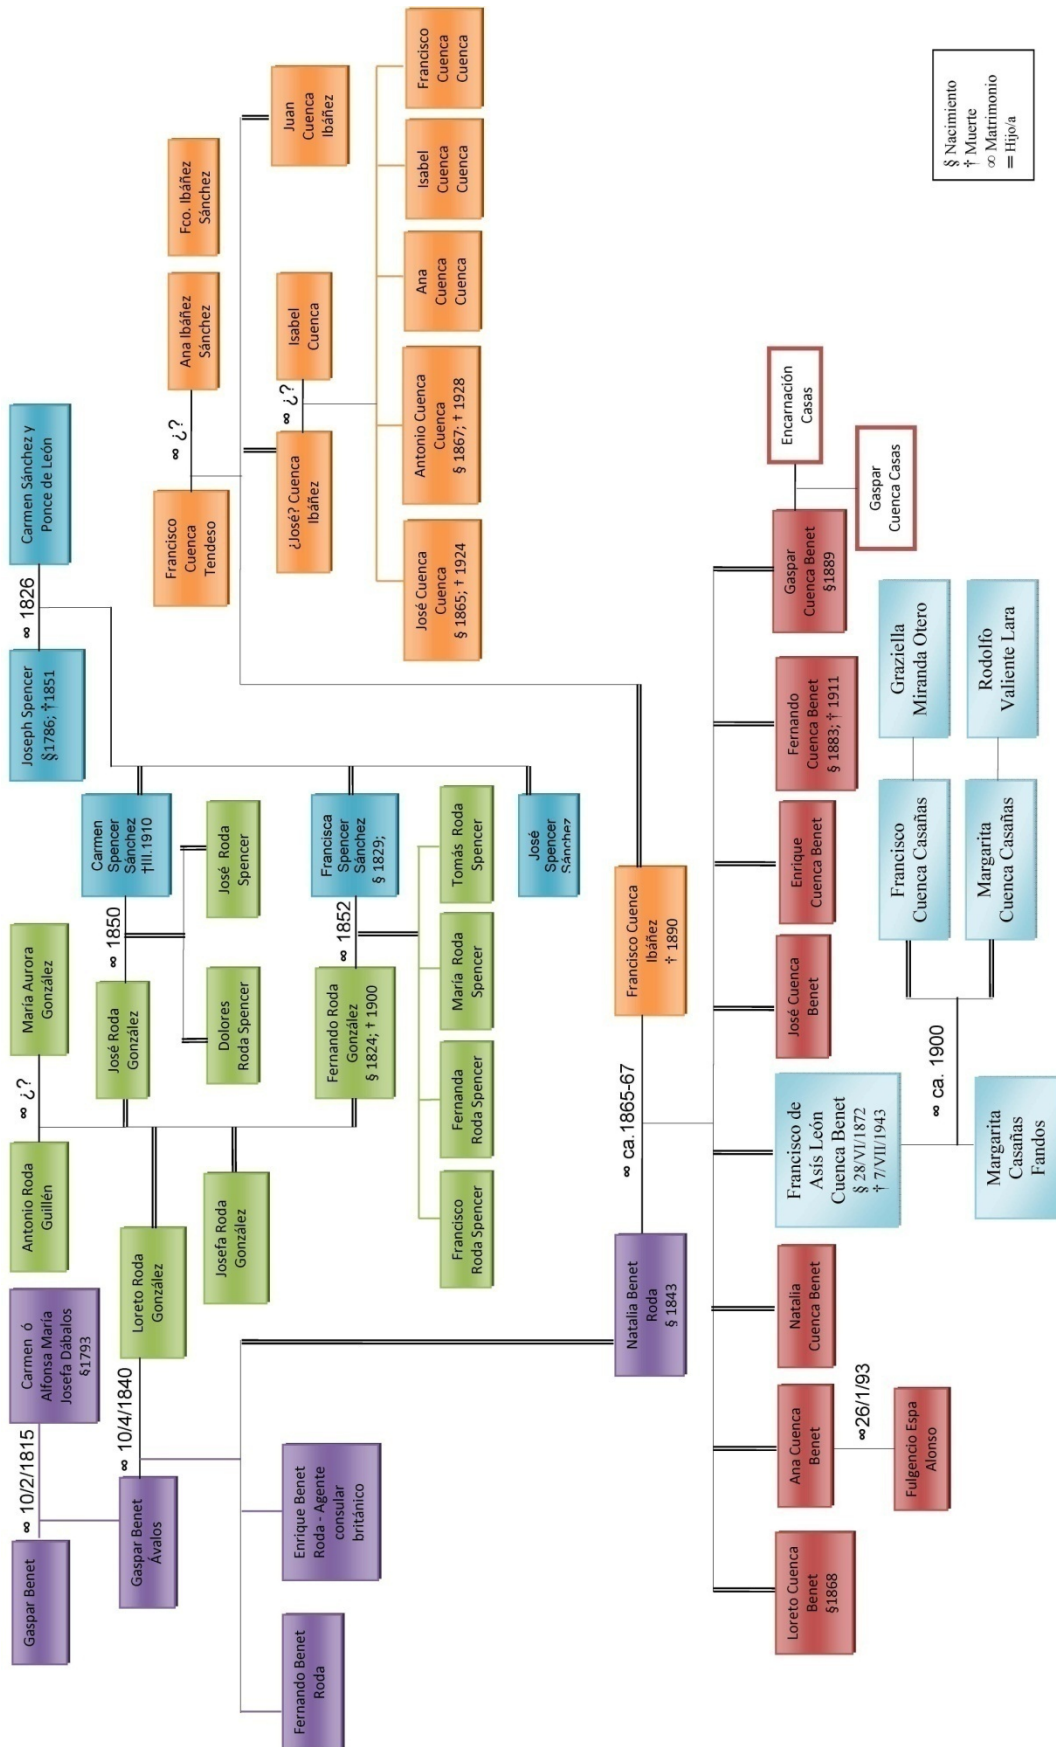 Gaspar Benet
∞ 10/2/1815
Carmen ó
Alfonsa María
Josefa Dábalos
§1793
Antonio Roda
Guillén
∞ ¿?
María Aurora
González
Joseph Spencer
§1786; †1851
∞ 1826
Carmen Sánchez y
Ponce de León
Gaspar Benet
Ávalos
∞ 10/4/1840
Loreto Roda
González
José Roda
González
∞ 1850
Carmen
Spencer
Sánchez
†III.1910
Josefa Roda
González
Dolores
Roda Spencer
José Roda
Spencer
Francisco
Cuenca
Tendeso
∞ ¿?
Ana Ibáñez
Sánchez
Fco. Ibáñez
Sánchez
Fernando Benet
Roda
Enrique Benet
Roda - Agente
consular
británico
Fernando Roda
González
§ 1824; † 1900
∞ 1852
Francisca
Spencer
Sánchez
§ 1829;
¿José? Cuenca
Ibáñez
∞ ¿?
Isabel
Cuenca
Juan
Cuenca
Ibáñez
Francisco
Roda Spencer
Fernanda
Roda Spencer
María Roda
Spencer
Tomás Roda
Spencer
José
Spencer
Sánchez
José Cuenca
Cuenca
§ 1865; † 1924
Antonio Cuenca
Cuenca
§ 1867; † 1928
Ana
Cuenca
Cuenca
Isabel
Cuenca
Cuenca
Francisco
Cuenca
Cuenca
Natalia Benet
Roda
§ 1843
∞ ca.1865-67
Francisco Cuenca
Ibáñez
† 1890
Loreto Cuenca
Benet
§1868
Ana Cuenca
Benet
Natalia
Cuenca Benet
Francisco de
Asís León
Cuenca Benet
§ 28/VI/1872
† 7/VII/1943
José Cuenca
Benet
Enrique
Cuenca Benet
Fernando
Cuenca Benet
§ 1883; † 1911
Gaspar
Cuenca Benet
§1889
Encarnación
Casas
Gaspar
Cuenca Casas
∞26/1/93
Fulgencio Espa
Alonso
∞ ca. 1900
Margarita
Casañas
Fandos
Francisco
Cuenca Casañas
Graziella
Miranda Otero
Margarita
Cuenca Casañas
Rodolfo
Valiente Lara
§ Nacimiento
† Muerte
∞ Matrimonio
═ Hijo/a